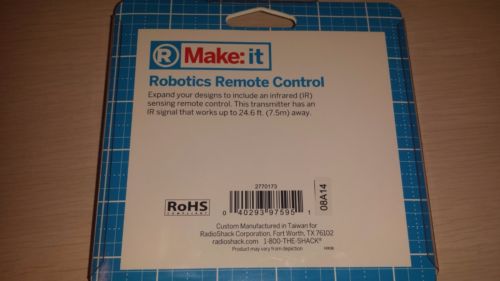 ® Make: it
Robotics Remote Control
Expand your designs to include an infrared (IR)
sensing remote control. This transmitter has an
IR signal that works up to 24.6 ft. (7.5m) away.
2770173
08A14
RoHS
COMPLIANT
0 40293 97595 1
Custom Manufactured in Taiwan for
RadioShack Corporation, Fort Worth, TX 76102
radioshack.com 1-800-THE-SHACK®
Product may vary from depiction